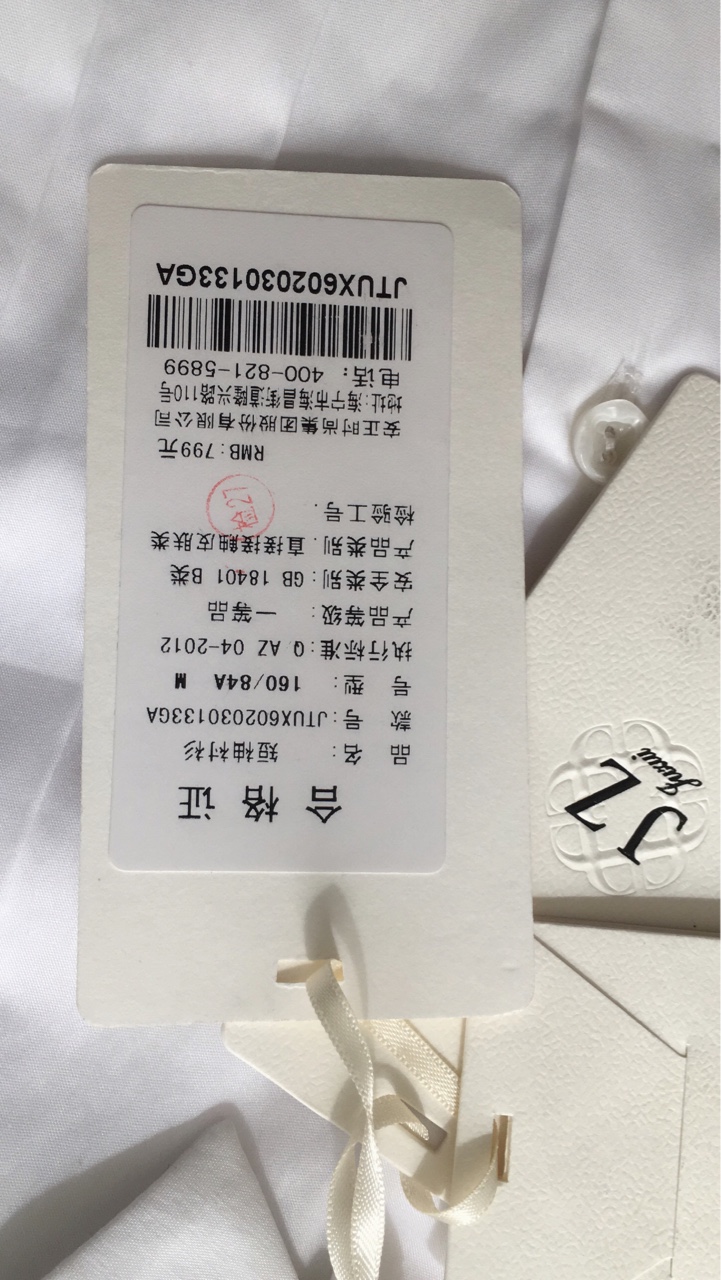 合格证
品 名: 短袖衬衫
款 号:JTUX602030133GA
号 型: 160/84A M
执行标准:Q AZ 04-2012
产品等级: 一等品
安全类别:GB 18401 B类
产品类别. 直接接触皮肤类
检验工号.
检27
RMB:799元
安正时尚集团股份有限公司
地址:海宁市海昌街道隆兴路110号
电话: 400-821-5899
JTUX602030133GA
JZ